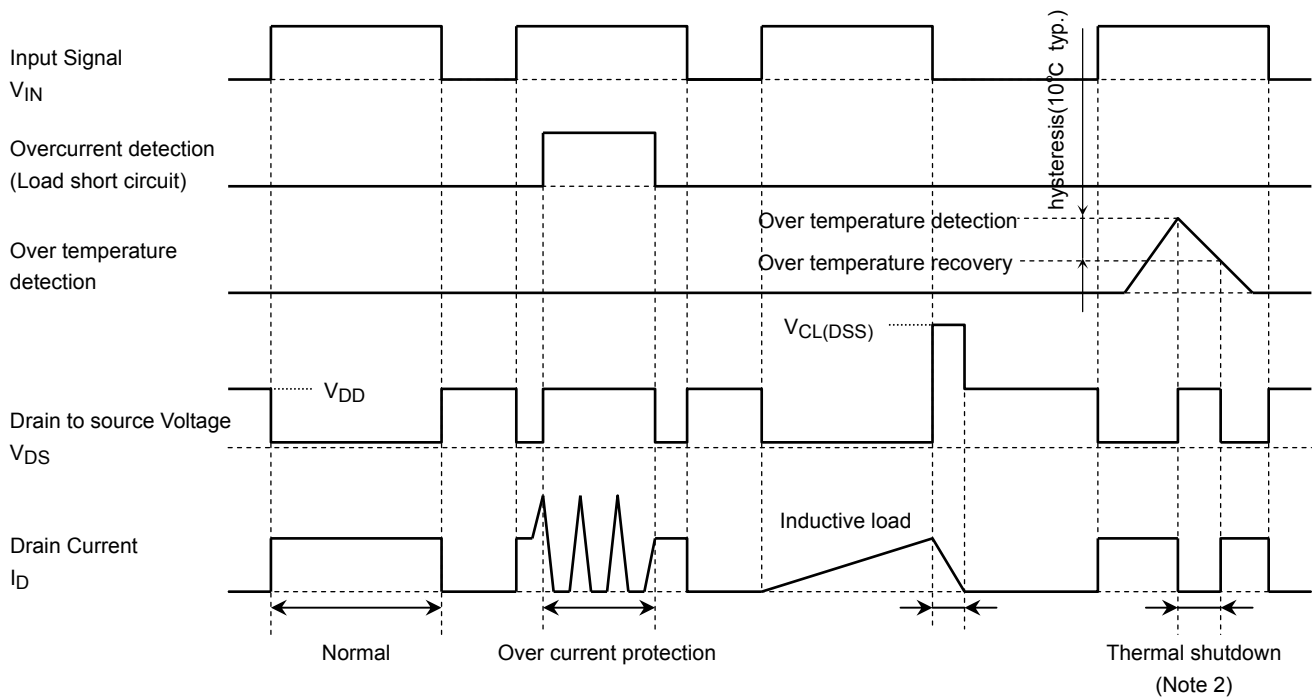 Input Signal
VIN
Overcurrent detection
(Load short circuit)
Over temperature
detection
hysteresis(10°C typ.)
Over temperature detection
Over temperature recovery
VCL(DSS)
VDD
Drain to source Voltage
VDS
Inductive load
Drain Current
ID
Normal
Over current protection
Thermal shutdown
(Note 2)